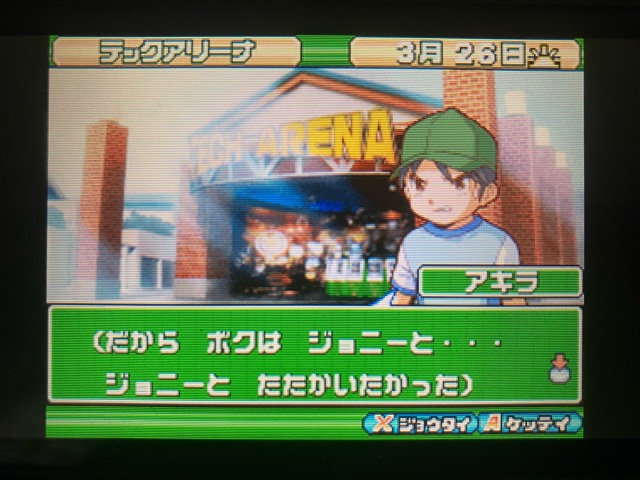 テックアリーナ
3月 26日
TECH-ARENA
アキラ
(だから ボクは ジョニーと・・・
ジョニーと たたかいたかった)
X ジョウタイ A ケッテイ